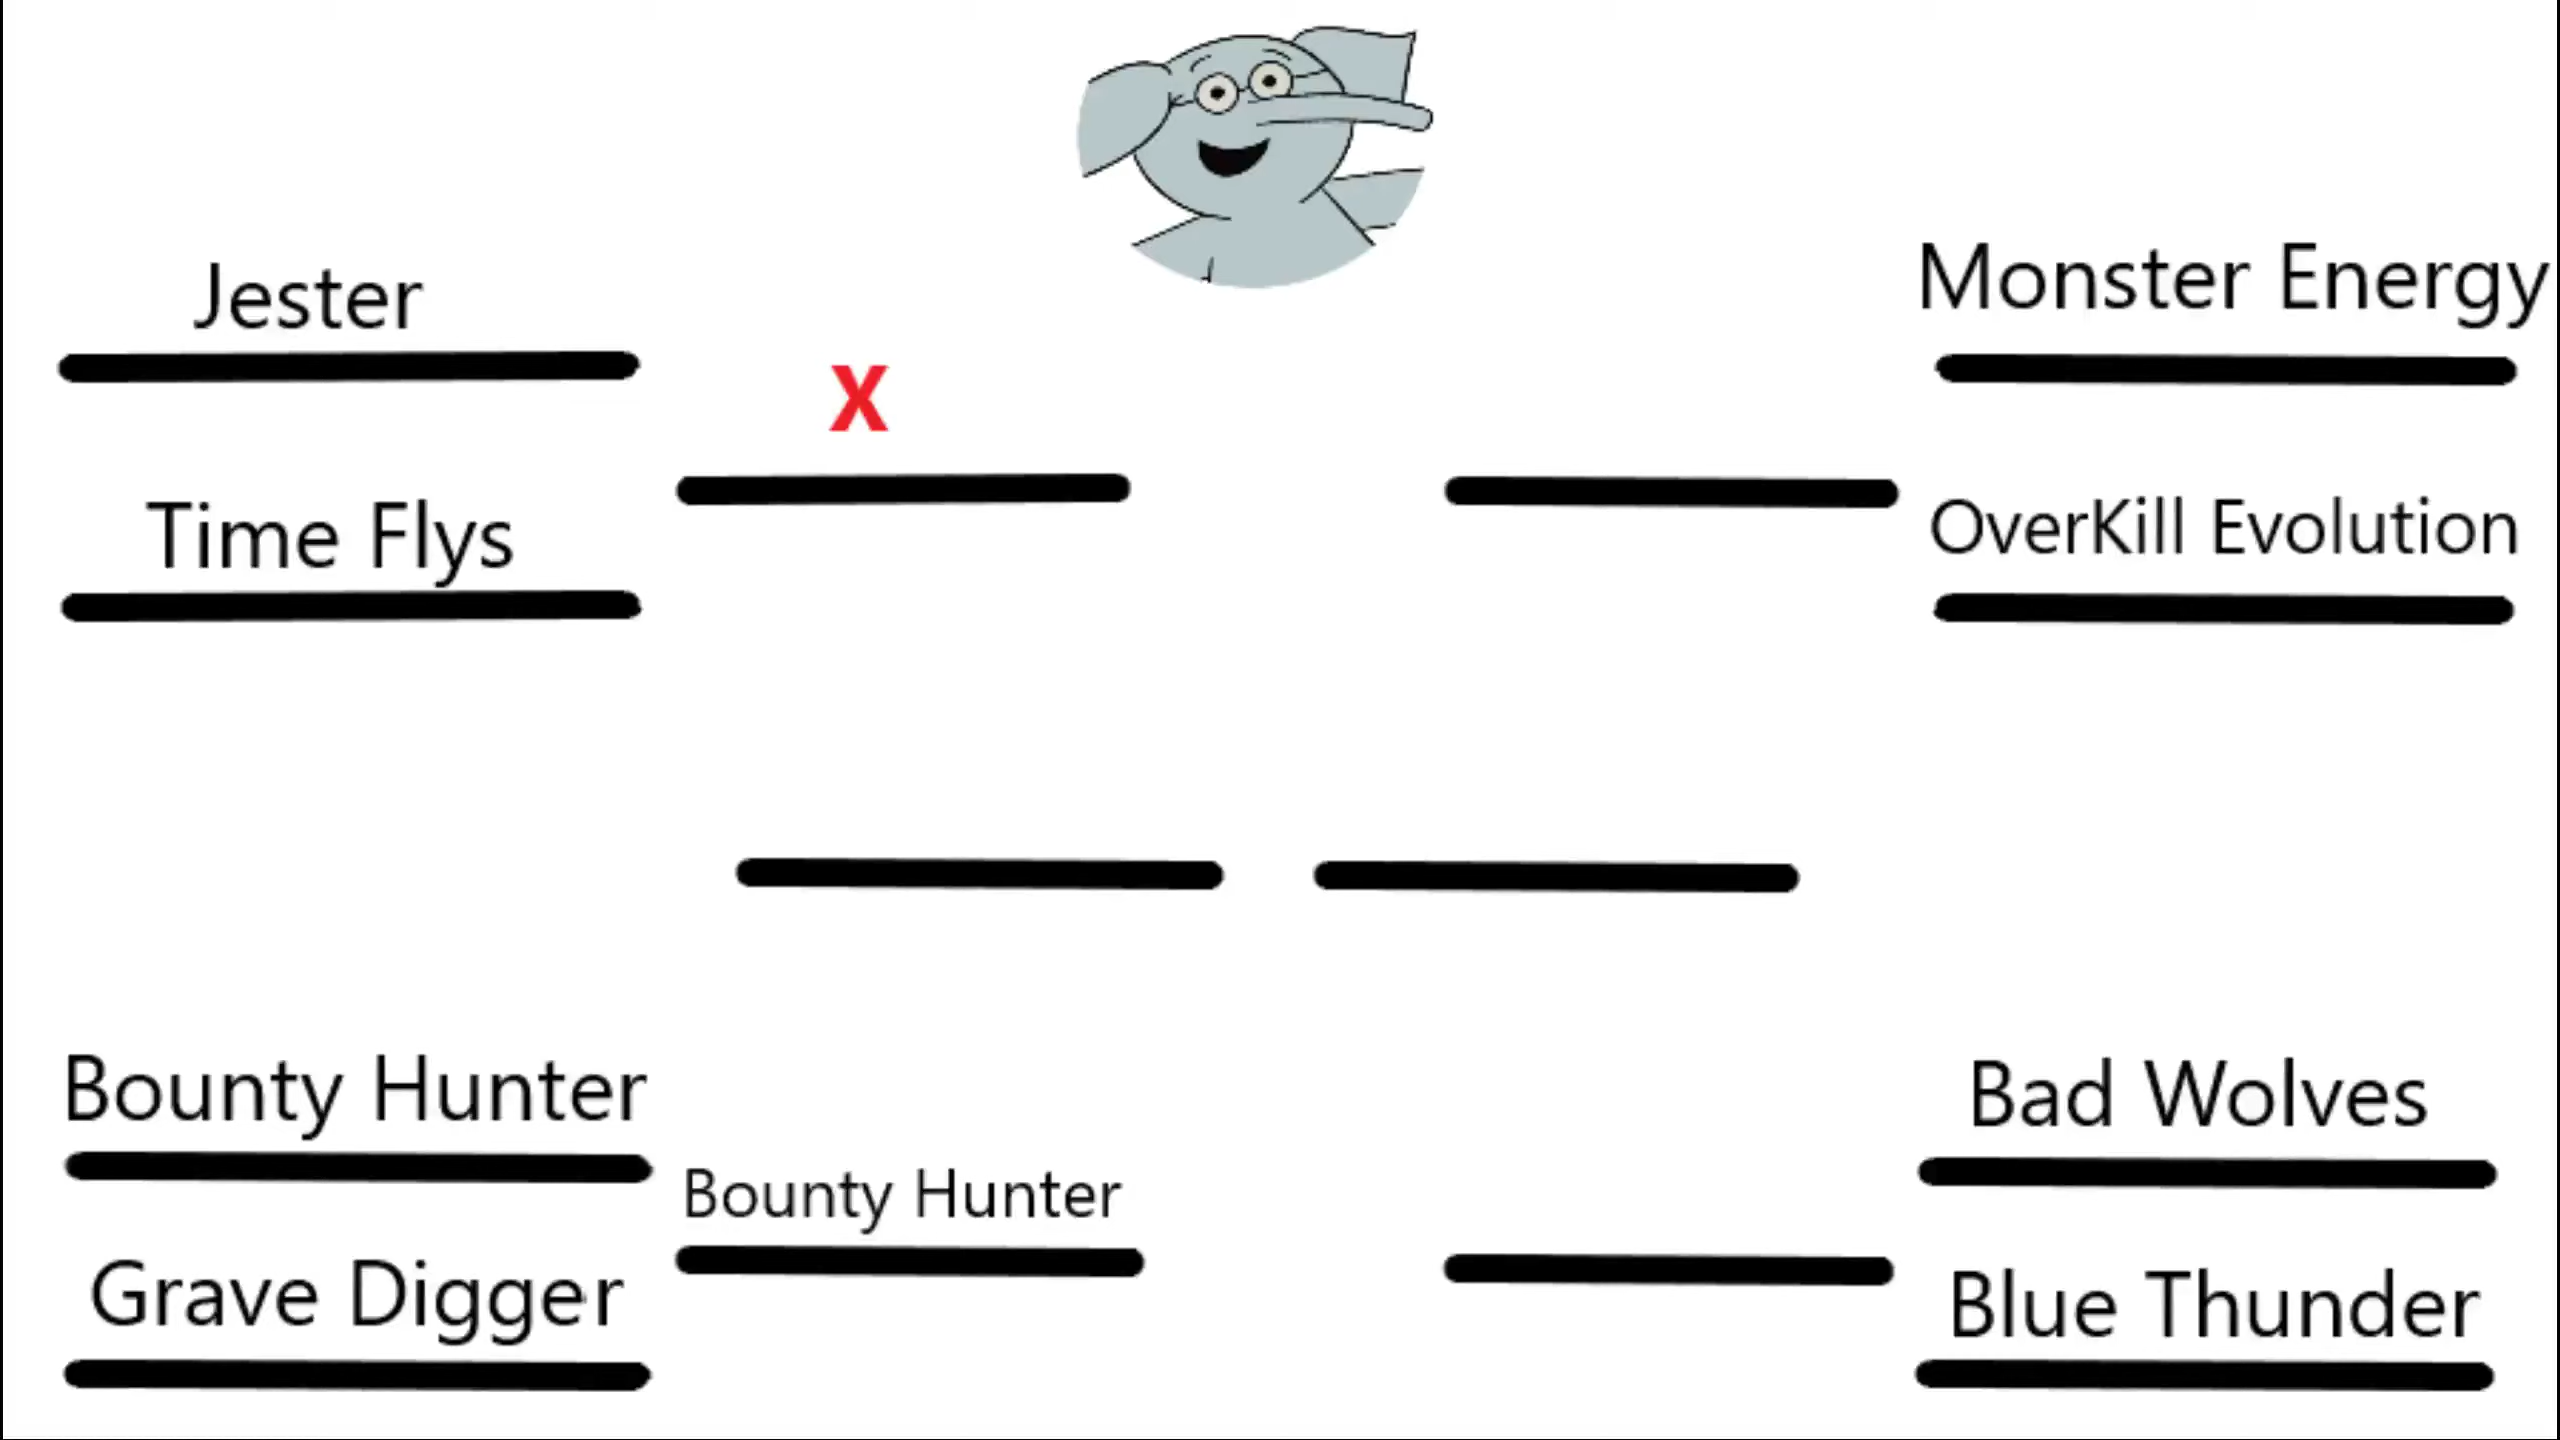 Jester
Monster Energy
X
Time Flys
OverKill Evolution
Bounty Hunter
Bad Wolves
Bounty Hunter
Grave Digger
Blue Thunder